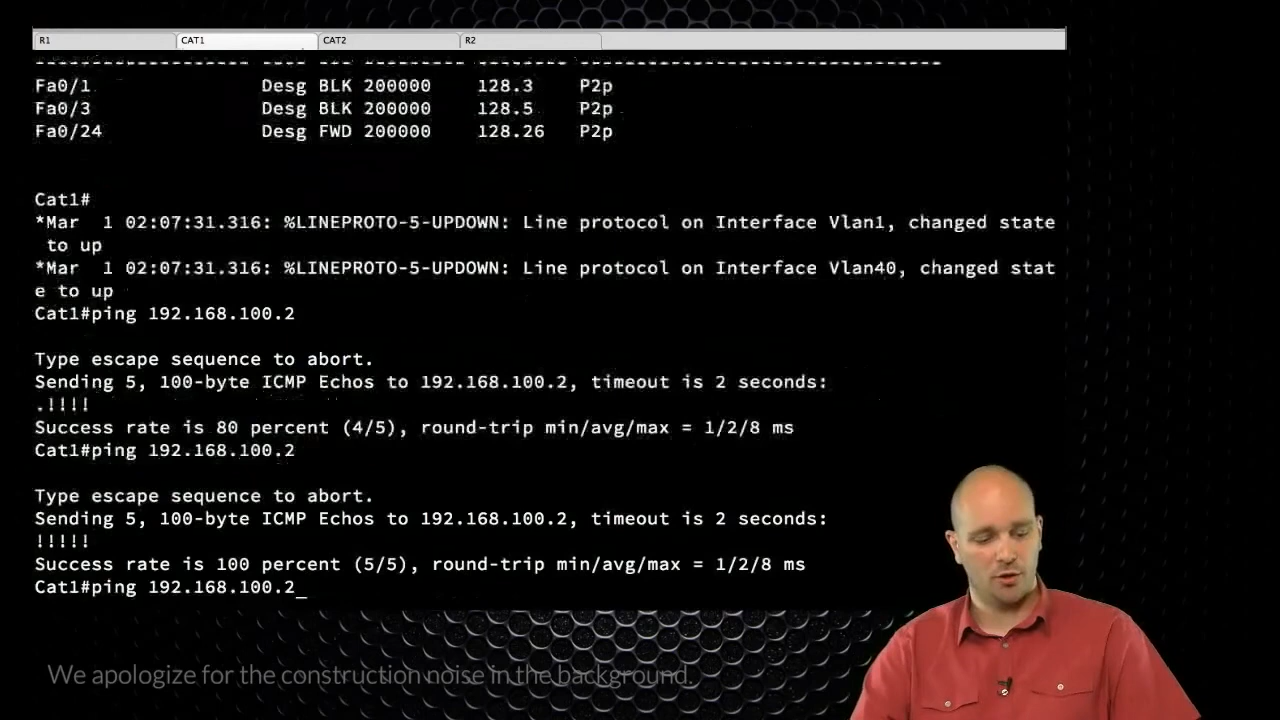 R1
CAT1
CAT2
R2
Fa0/1 Desg BLK 200000 128.3 P2p
Fa0/3 Desg BLK 200000 128.5 P2p
Fa0/24 Desg FWD 200000 128.26 P2p
Cat1#
*Mar 1 02:07:31.316: %LINEPROTO-5-UPDOWN: Line protocol on Interface Vlan1, changed state
to up
*Mar 1 02:07:31.316: %LINEPROTO-5-UPDOWN: Line protocol on Interface Vlan40, changed stat
e to up
Cat1#ping 192.168.100.2
Type escape sequence to abort.
Sending 5, 100-byte ICMP Echos to 192.168.100.2, timeout is 2 seconds:
.!!!!
Success rate is 80 percent (4/5), round-trip min/avg/max = 1/2/8 ms
Cat1#ping 192.168.100.2
Type escape sequence to abort.
Sending 5, 100-byte ICMP Echos to 192.168.100.2, timeout is 2 seconds:
!!!!!
Success rate is 100 percent (5/5), round-trip min/avg/max = 1/2/8 ms
Cat1#ping 192.168.100.2_
We apologize for the construction noise in the background.